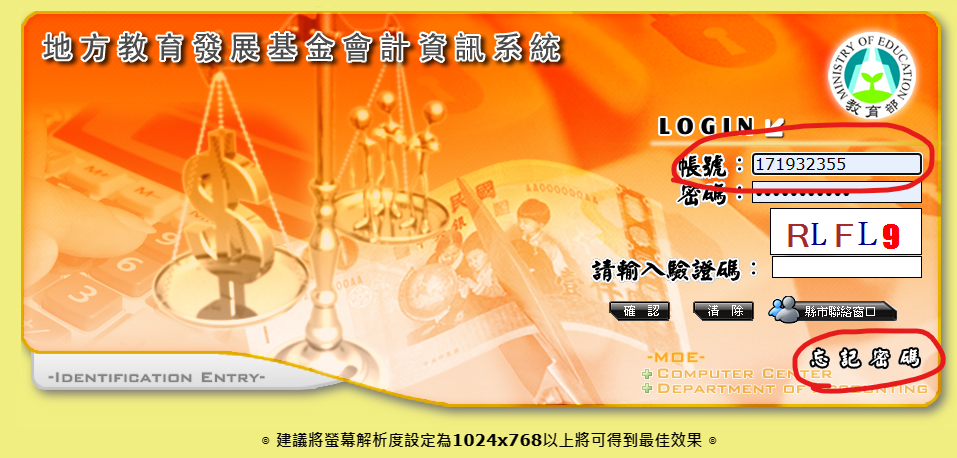 地方教育發展基金會計資訊系統
MINISTRY OF EDUCATION
教育部
LOGIN
帳號：171932355
密碼：•••••••••••
RLFL9
請輸入驗證碼：
確 認 清 除 縣市聯絡窗口
忘記密碼
-MOE-
COMPUTER CENTER
DEPARTMENT OF ACCOUNTING
-IDENTIFICATION ENTRY-
⊙ 建議將螢幕解析度設定為1024x768以上將可得到最佳效果 ⊙